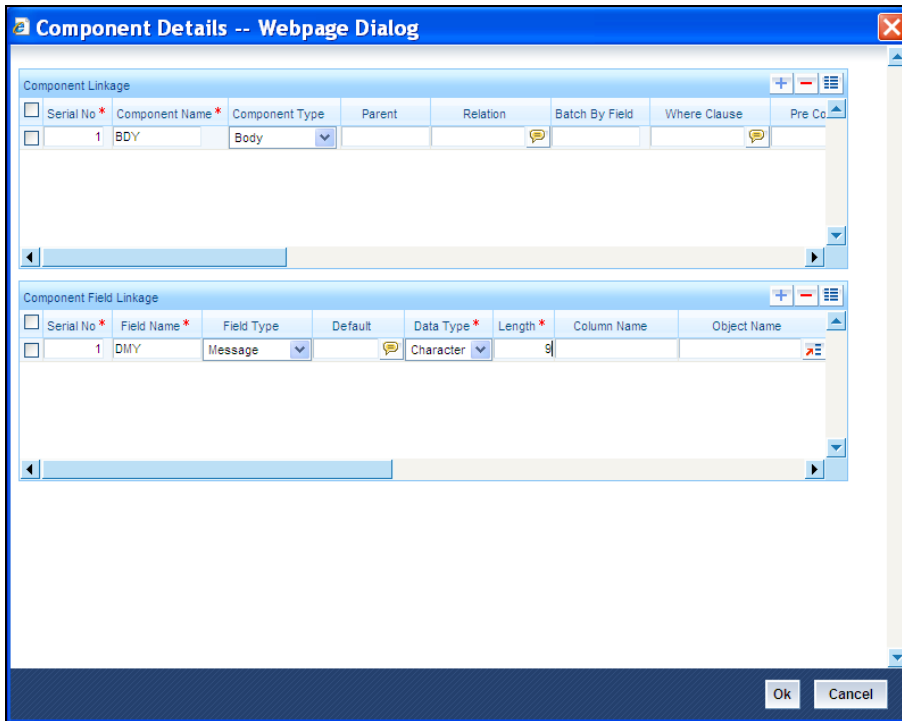 Component Details -- Webpage Dialog
Component Linkage
Serial No * Component Name * Component Type Parent Relation Batch By Field Where Clause Pre Co
1 BDY Body
Component Field Linkage
Serial No * Field Name * Field Type Default Data Type * Length * Column Name Object Name
1 DMY Message Character 9
Ok Cancel